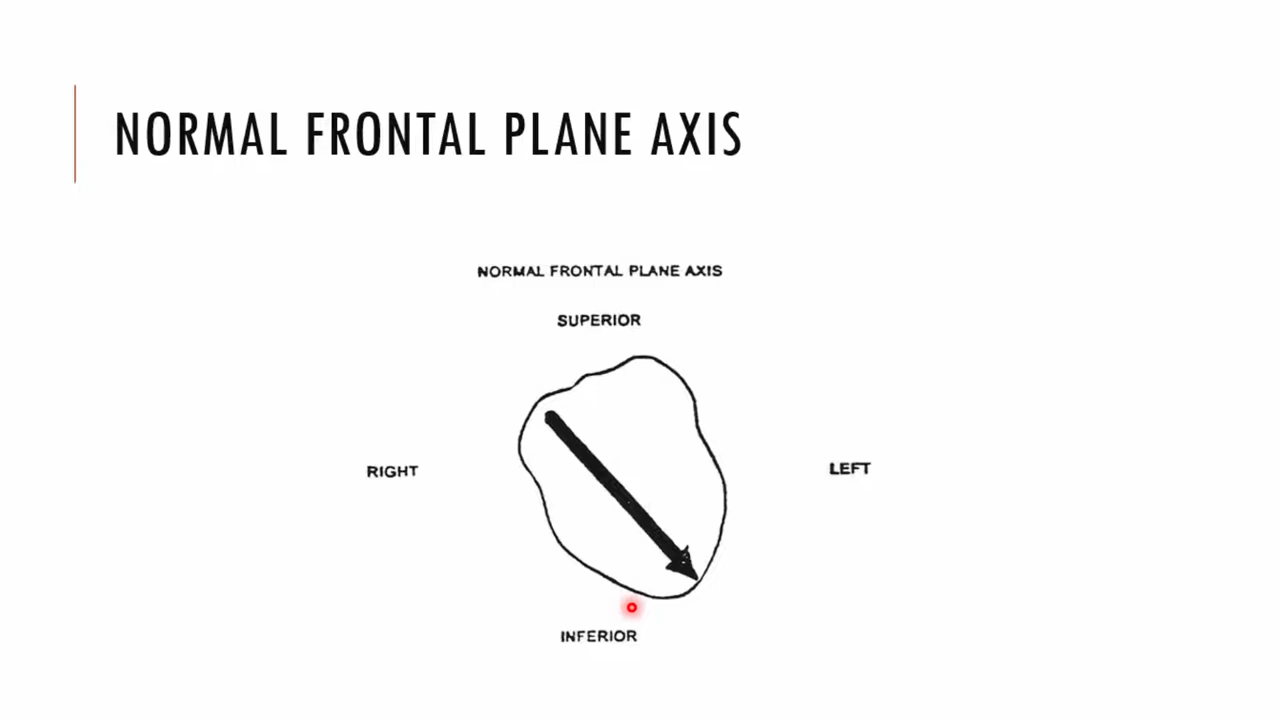 NORMAL FRONTAL PLANE AXIS
NORMAL FRONTAL PLANE AXIS
SUPERIOR
RIGHT
LEFT
INFERIOR